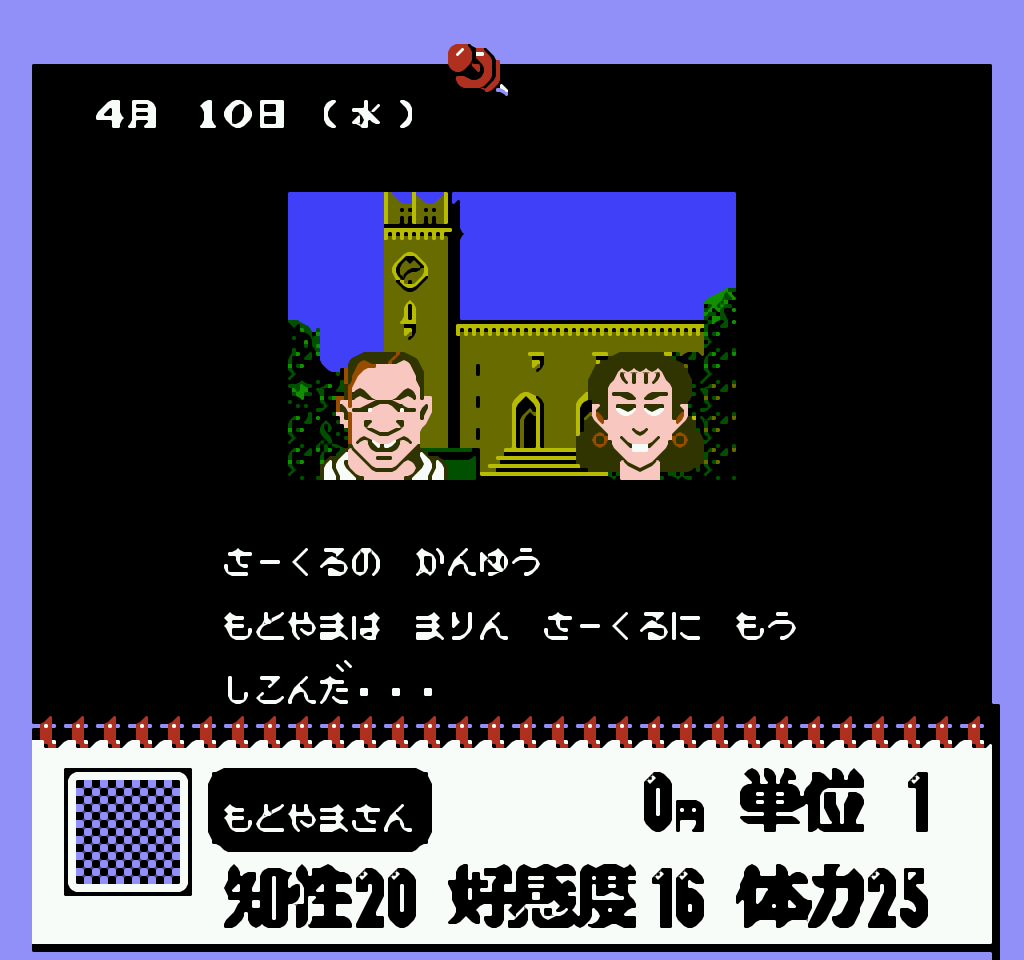 4月 10日 (水)
さーくるの かんゆう
もとやまは まりん さーくるに もう
しこんだ・・・
もとやまさん 0円 単位 1
知性20 好感度16 体力25